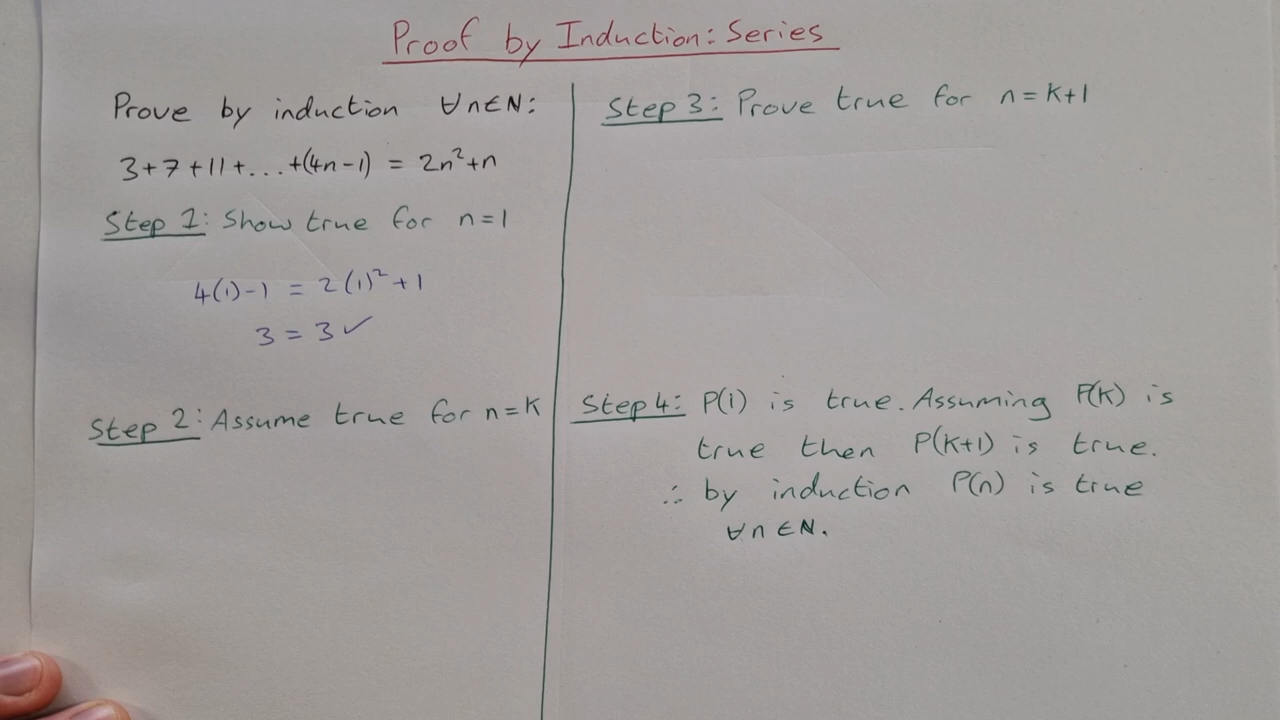 Proof by Induction: Series
Prove by induction ∀n∈N:
3+7+11+...+(4n-1) = 2n²+n
Step 1: Show true for n=1
4(1)-1 = 2(1)²+1
3 = 3 ✓
Step 2: Assume true for n=k
Step 3: Prove true for n=k+1
Step 4: P(1) is true. Assuming P(k) is
true then P(k+1) is true.
∴ by induction P(n) is true
∀n∈N.